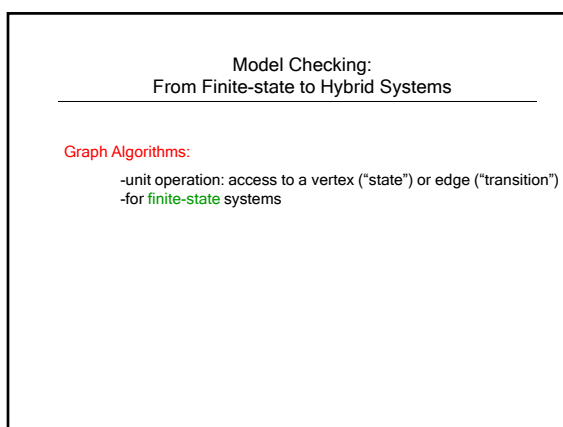 Model Checking:
From Finite-state to Hybrid Systems
Graph Algorithms:
-unit operation: access to a vertex (“state”) or edge (“transition”)
-for finite-state systems